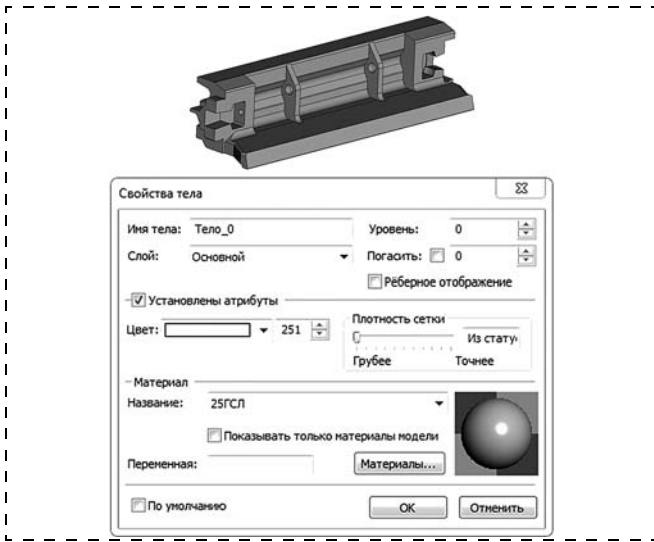 Свойства тела
Имя тела: Тело_0 Уровень: 0
Слой: Основной Погасить: 0
Рёберное отображение
Установлены атрибуты
Цвет: 251 Плотность сетки
Из стату
Грубее Точнее
Материал
Название: 25ГСЛ
Показывать только материалы модели
Переменная: Материалы...
По умолчанию ОК Отменить